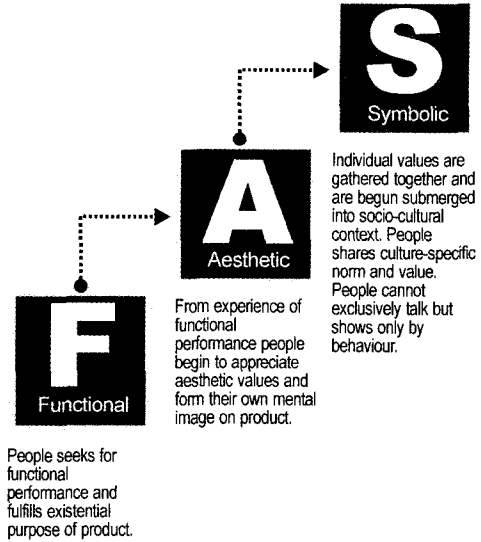 S
Symbolic
Individual values are
gathered together and
are begun submerged
into socio-cultural
context. People
shares culture-specific
norm and value.
People cannot
exclusively talk but
shows only by
behaviour.
A
Aesthetic
From experience of
functional
performance people
begin to appreciate
aesthetic values and
form their own mental
image on product.
F
Functional
People seeks for
functional
performance and
fulfills existential
purpose of product.